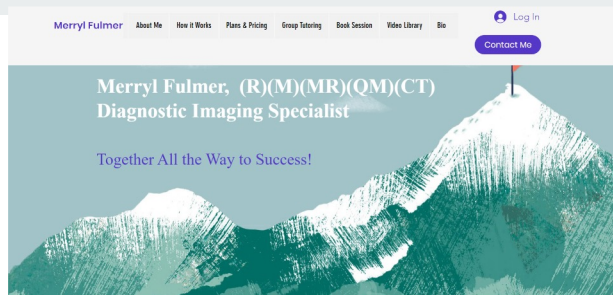 Merryl Fulmer About Me How it Works Plans & Pricing Group Tutoring Book Session Video Library Bio Log In
Contact Me
Merryl Fulmer, (R)(M)(MR)(QM)(CT)
Diagnostic Imaging Specialist
Together All the Way to Success!